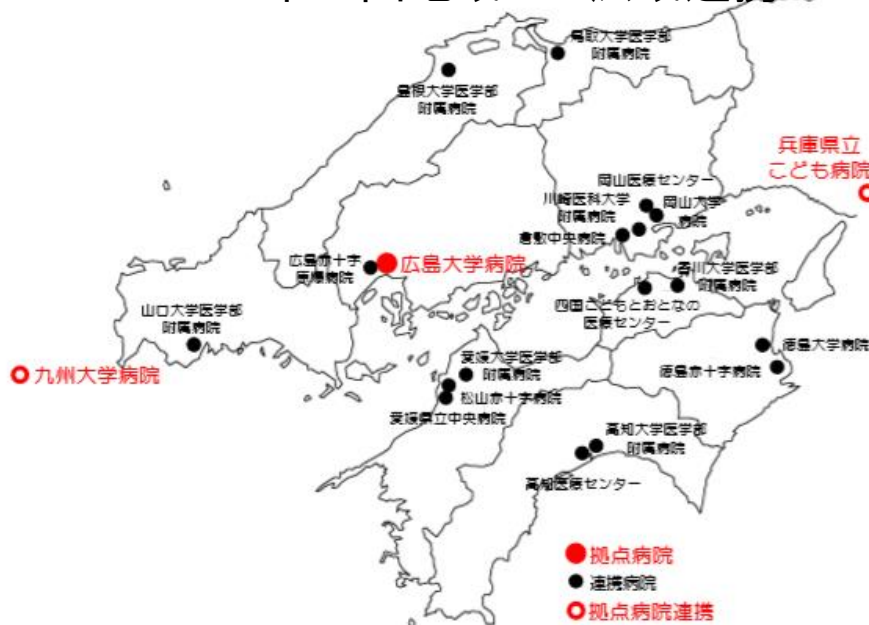 連携
鳥取大学医学部
附属病院
島根大学医学部
附属病院
兵庫県立
こども病院
岡山医療センター
川崎医科大学
附属病院
岡山大学
病院
倉敷中央病院
広島赤十字
原爆病院
広島大学病院
香川大学医学部
附属病院
四国こどもとおとなの
医療センター
山口大学医学部
附属病院
九州大学病院
徳島大学病院
徳島赤十字病院
愛媛大学医学部
附属病院
松山赤十字病院
愛媛県立中央病院
高知大学医学部
附属病院
高知医療センター
拠点病院
連携病院
拠点病院連携